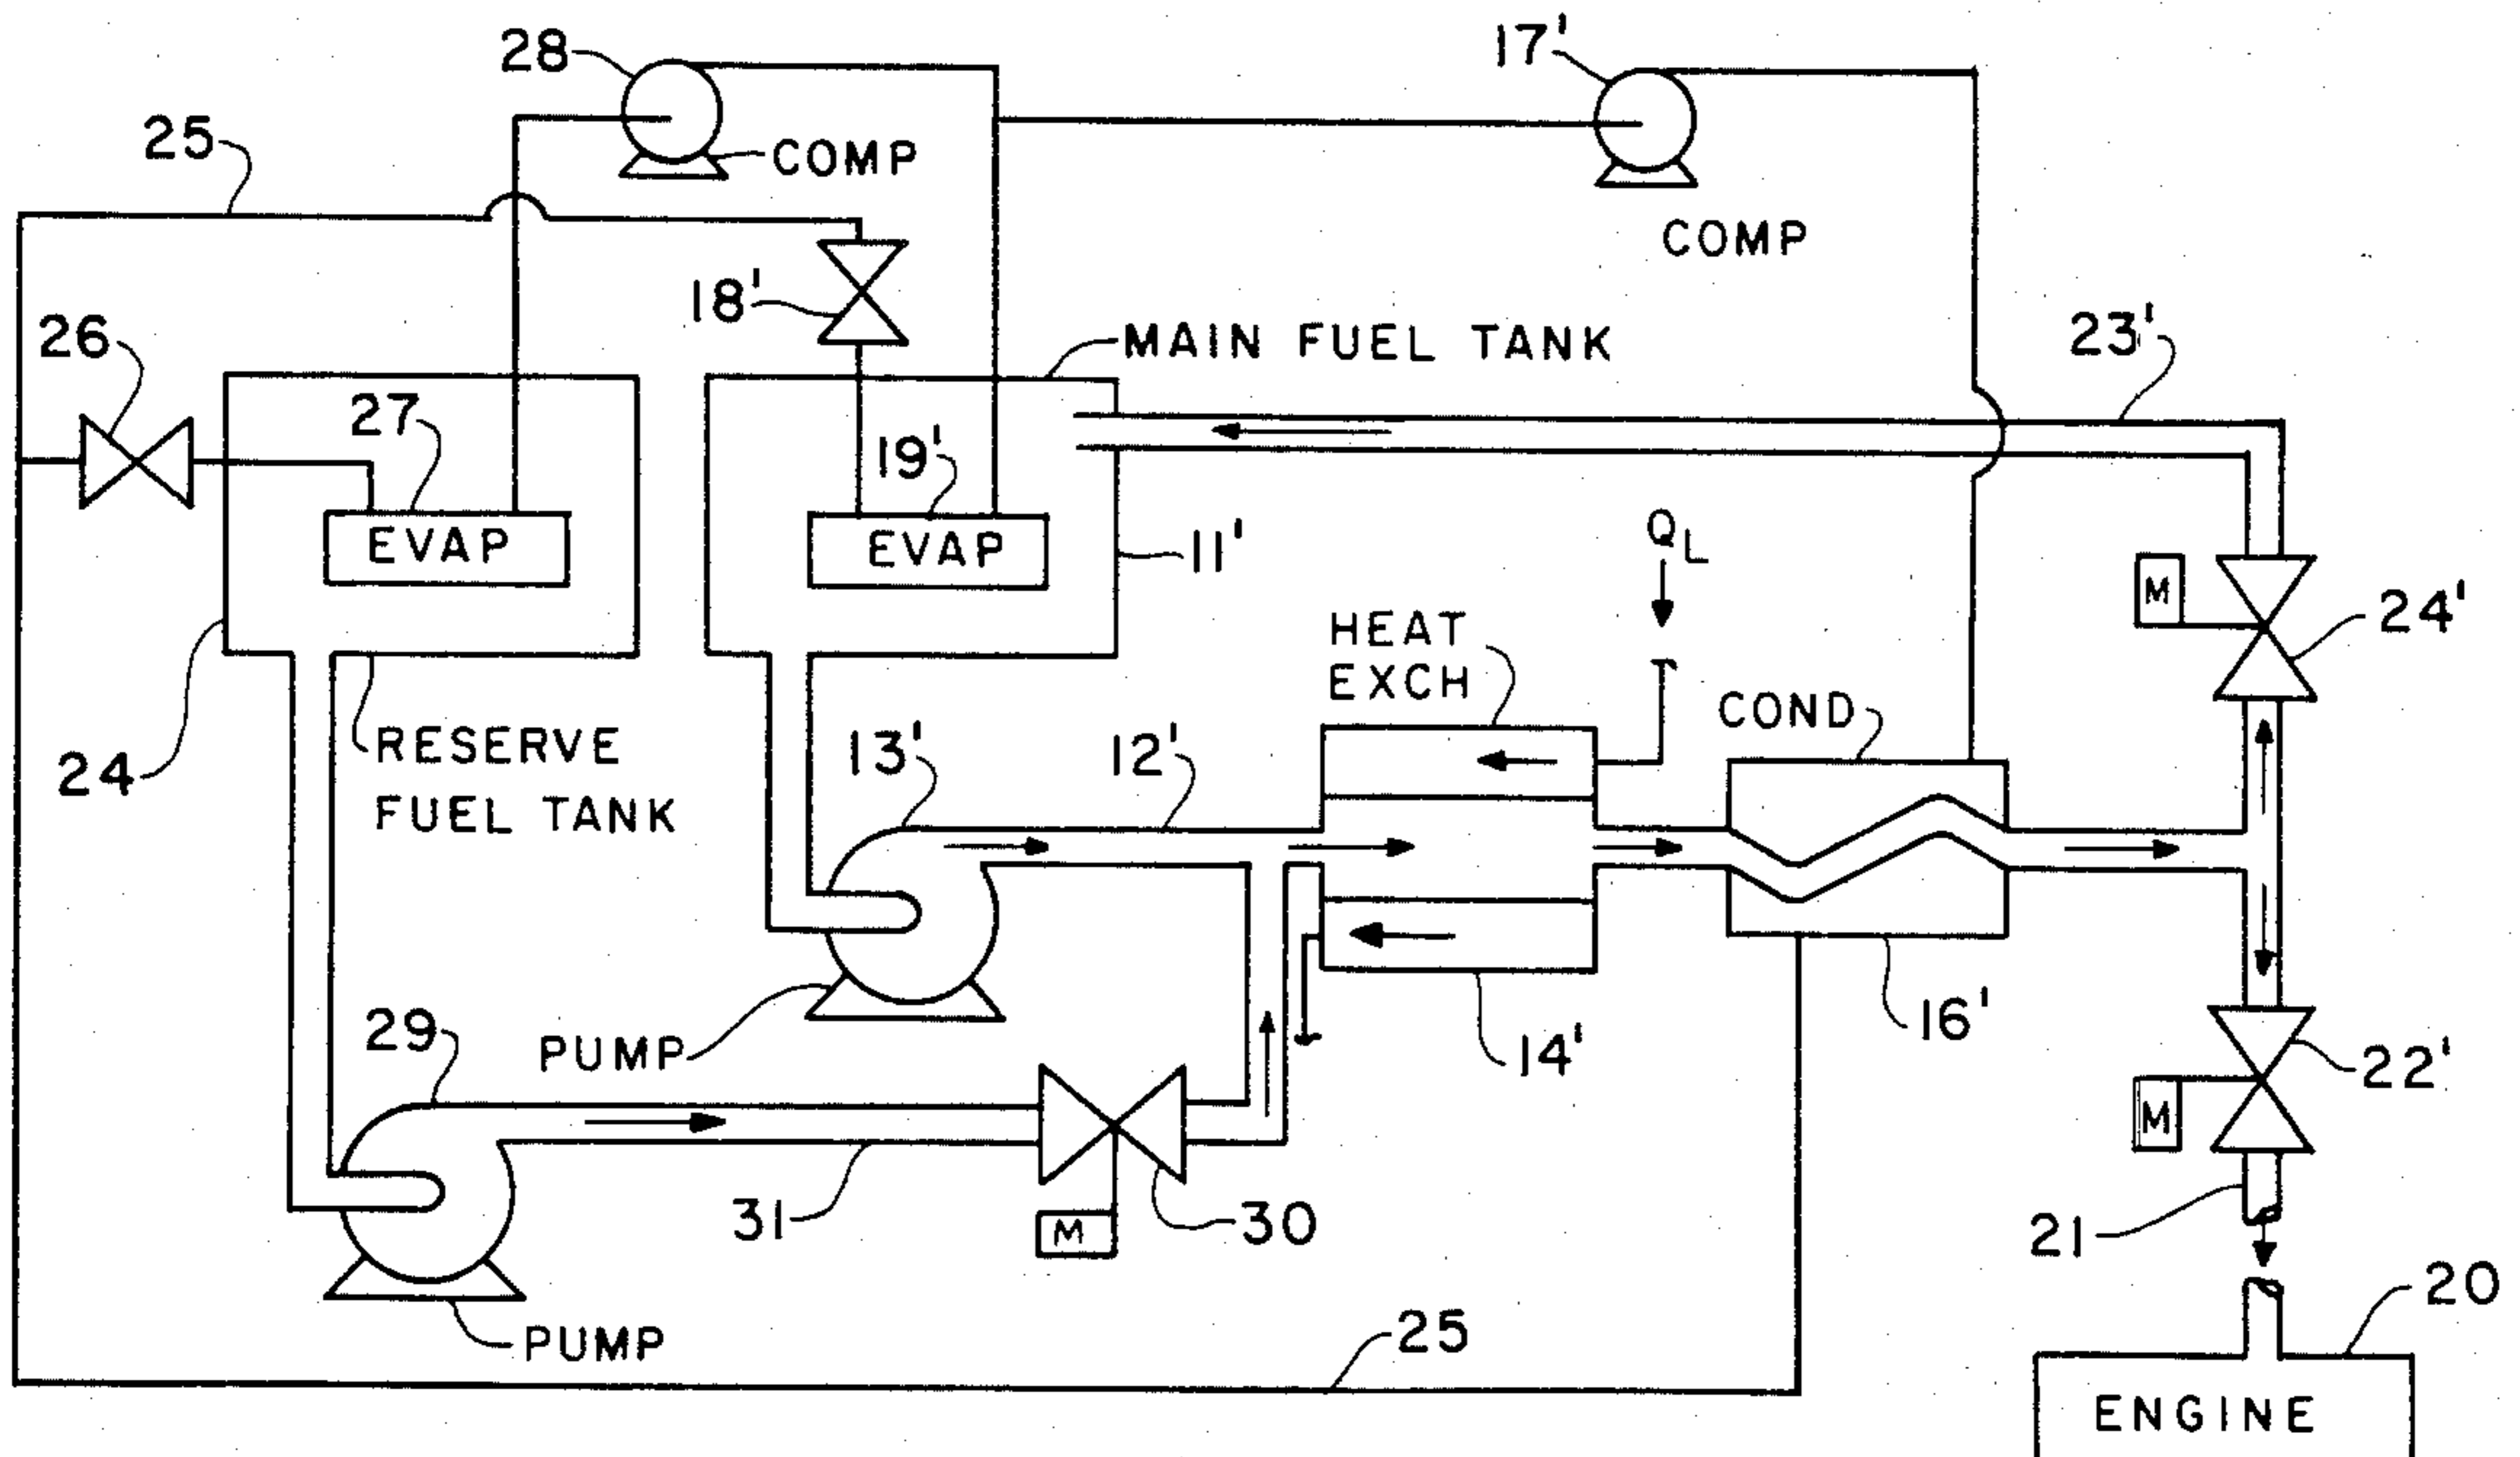 28
17'
25
COMP
COMP
18'
26
MAIN FUEL TANK
23'
27
19'
EVAP
EVAP
11'
QL
M
24'
HEAT
EXCH
COND
24
RESERVE
FUEL TANK
13'
12'
29
PUMP
14'
16'
22'
M
31
M
30
21
20
PUMP
25
ENGINE